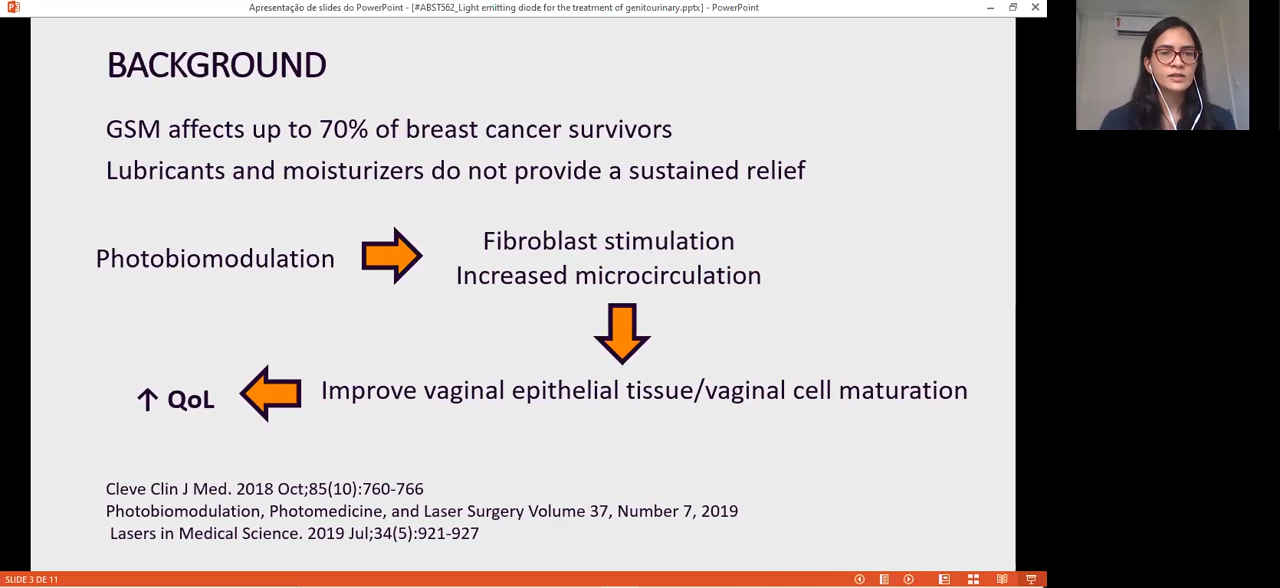 Apresentação de slides do PowerPoint - [#ABST562_Light emitting diode for the treatment of genitourinary.pptx] - PowerPoint
BACKGROUND
GSM affects up to 70% of breast cancer survivors
Lubricants and moisturizers do not provide a sustained relief
Photobiomodulation
Fibroblast stimulation
Increased microcirculation
Improve vaginal epithelial tissue/vaginal cell maturation
↑ QoL
Cleve Clin J Med. 2018 Oct;85(10):760-766
Photobiomodulation, Photomedicine, and Laser Surgery Volume 37, Number 7, 2019
Lasers in Medical Science. 2019 Jul;34(5):921-927
SLIDE 3 DE 11